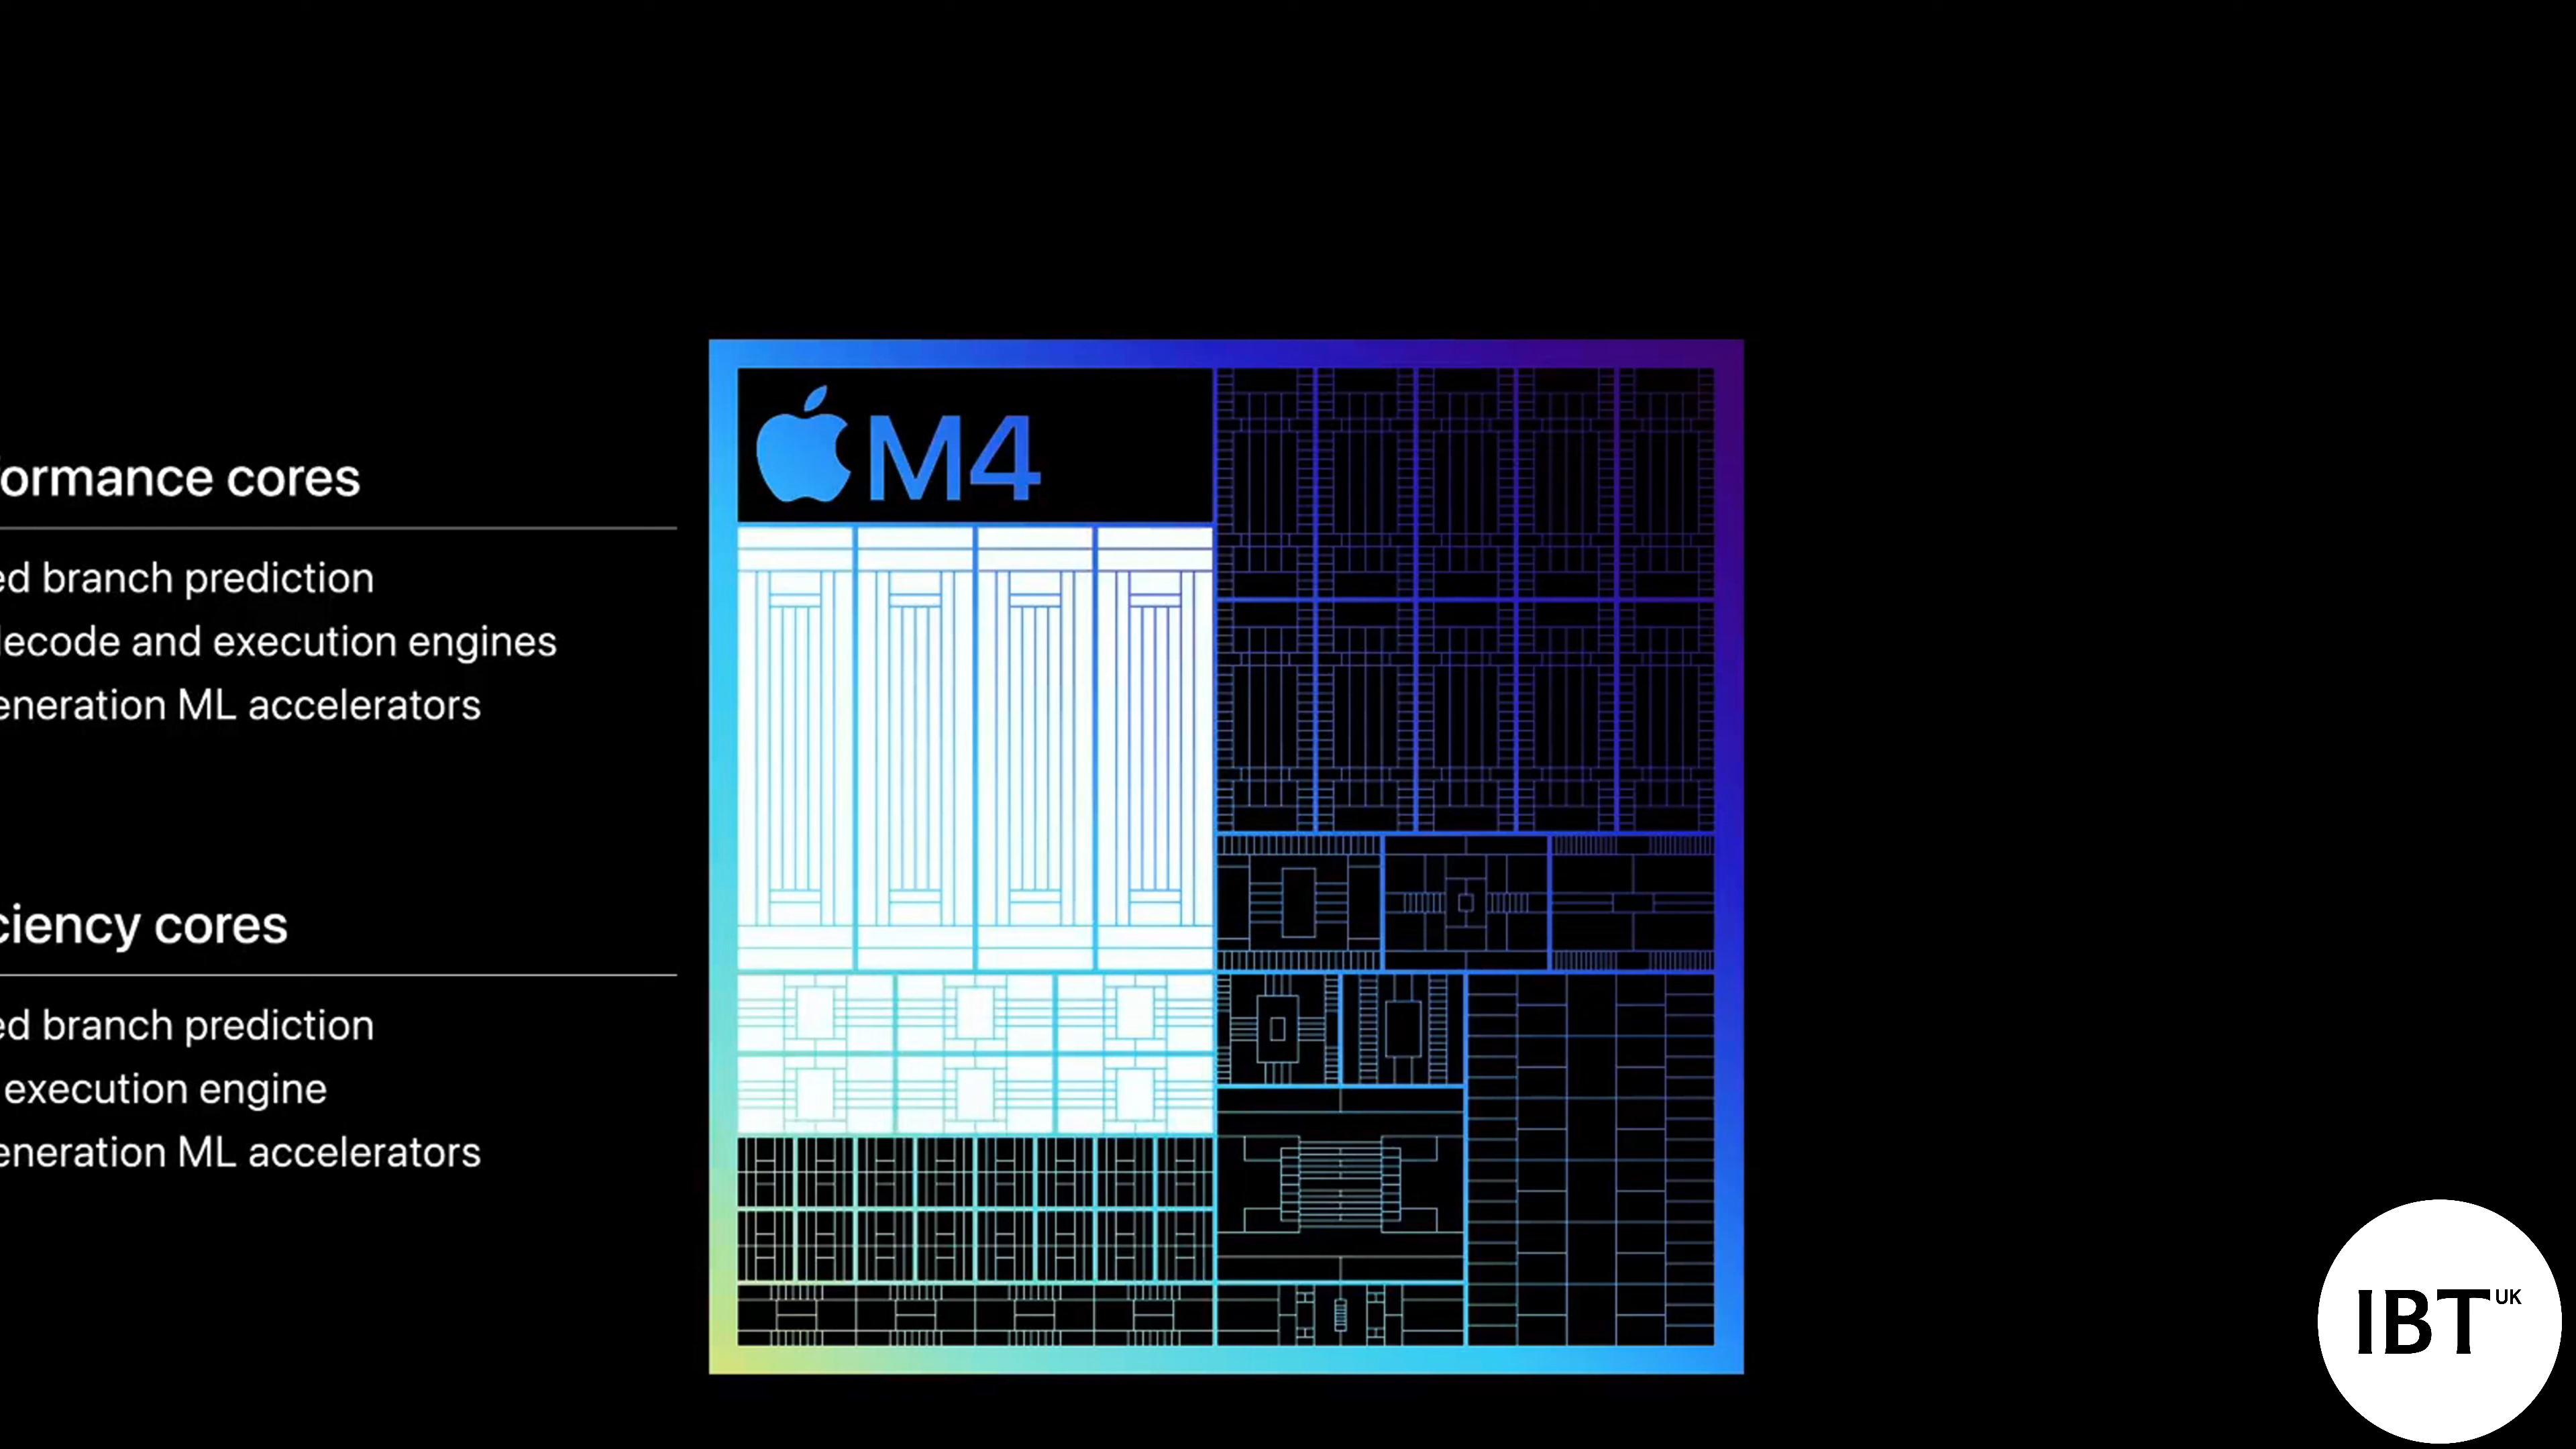 M4
ormance cores
ed branch prediction
decode and execution engines
eneration ML accelerators
ciency cores
ed branch prediction
execution engine
eneration ML accelerators
IBT UK